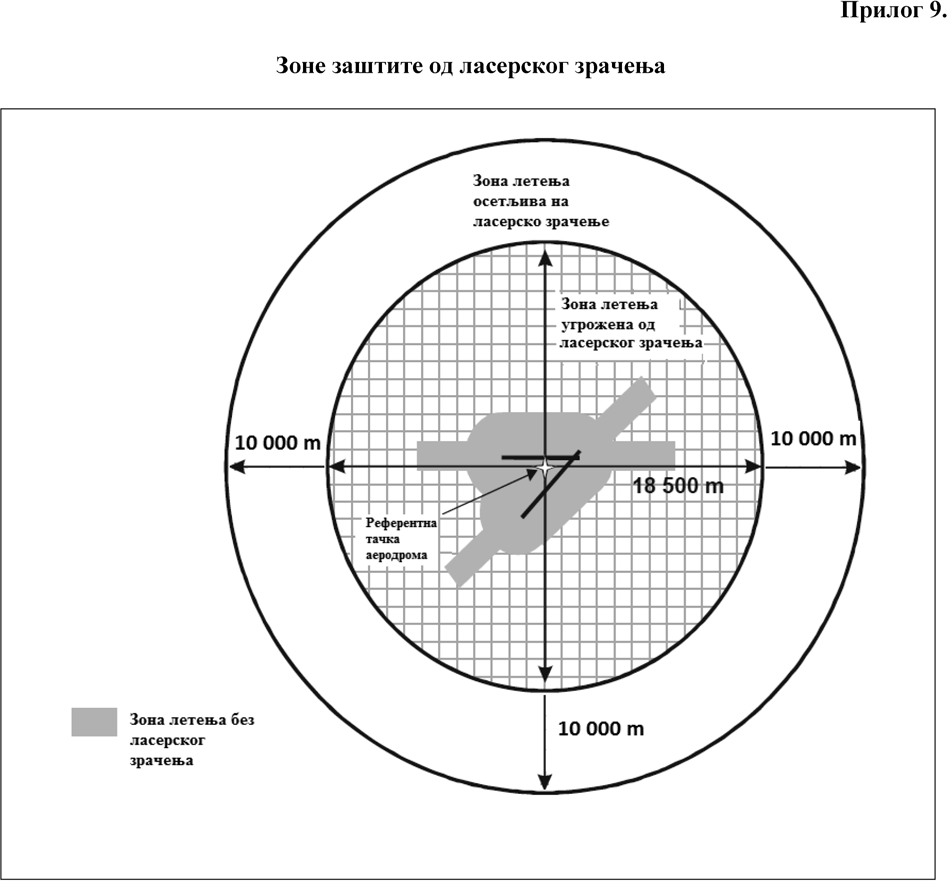 Прилог 9.
Зоне заштите од ласерског зрачења
Зона летења
осетљива на
ласерско зрачење
Зона летења
угрожена од
ласерског зрачења
10 000 m
10 000 m
18 500 m
Референтна
тачка
аеродрома
Зона летења без
ласерског
зрачења
10 000 m